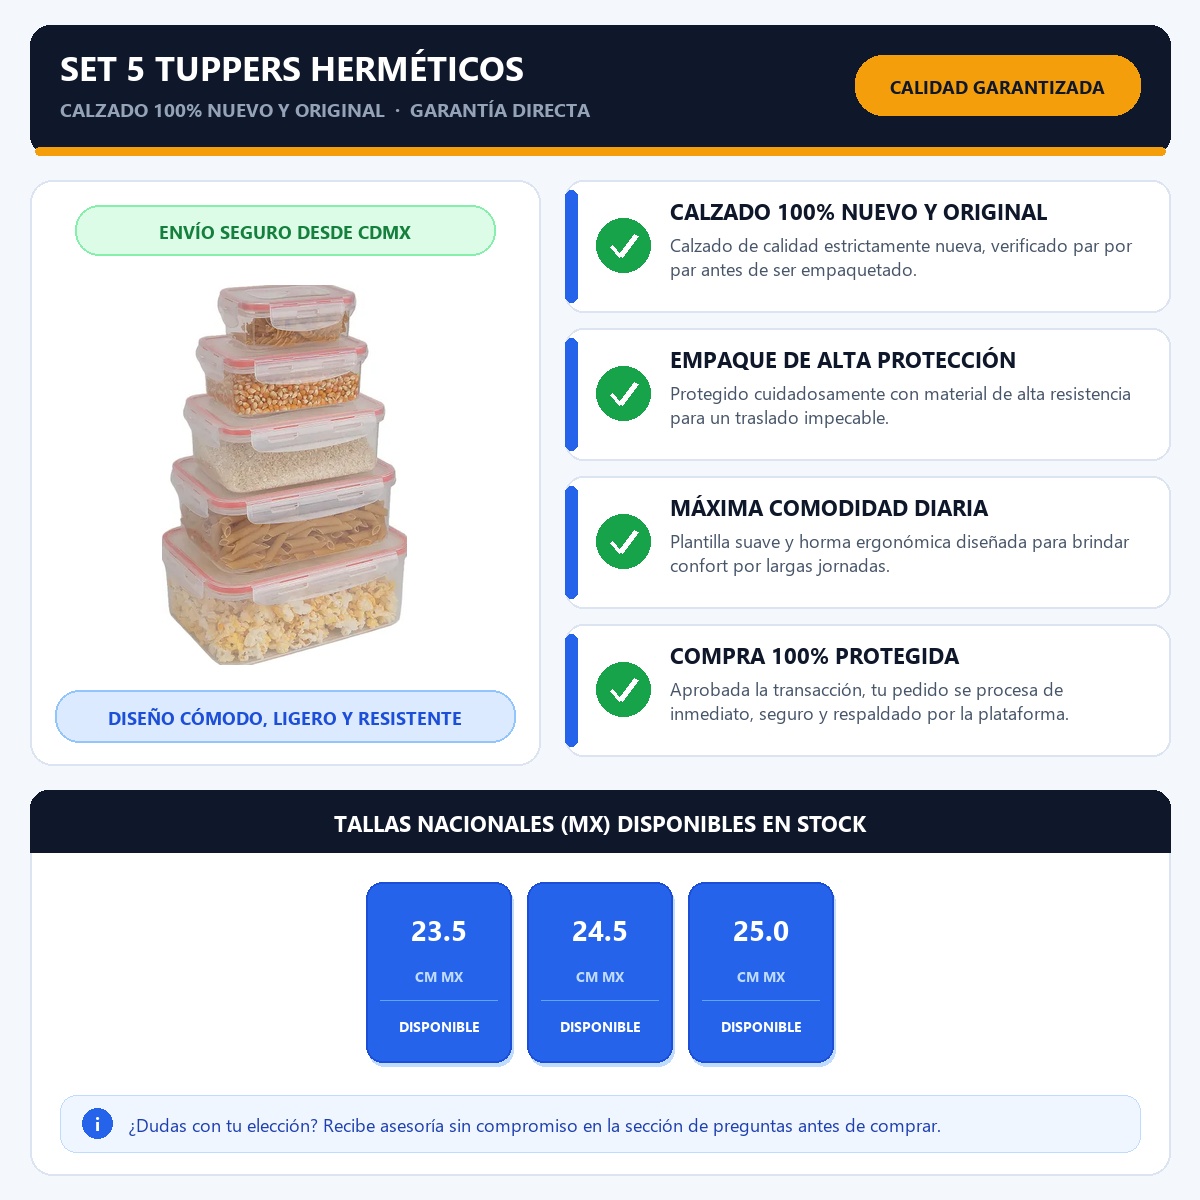 SET 5 TUPPERS HERMÉTICOS
CALZADO 100% NUEVO Y ORIGINAL · GARANTÍA DIRECTA
CALIDAD GARANTIZADA
ENVÍO SEGURO DESDE CDMX
DISEÑO CÓMODO, LIGERO Y RESISTENTE
CALZADO 100% NUEVO Y ORIGINAL
Calzado de calidad estrictamente nueva, verificado par por
par antes de ser empaquetado.
EMPAQUE DE ALTA PROTECCIÓN
Protegido cuidadosamente con material de alta resistencia
para un traslado impecable.
MÁXIMA COMODIDAD DIARIA
Plantilla suave y horma ergonómica diseñada para brindar
confort por largas jornadas.
COMPRA 100% PROTEGIDA
Aprobada la transacción, tu pedido se procesa de
inmediato, seguro y respaldado por la plataforma.
TALLAS NACIONALES (MX) DISPONIBLES EN STOCK
23.5
CM MX
DISPONIBLE
24.5
CM MX
DISPONIBLE
25.0
CM MX
DISPONIBLE
¿Dudas con tu elección? Recibe asesoría sin compromiso en la sección de preguntas antes de comprar.